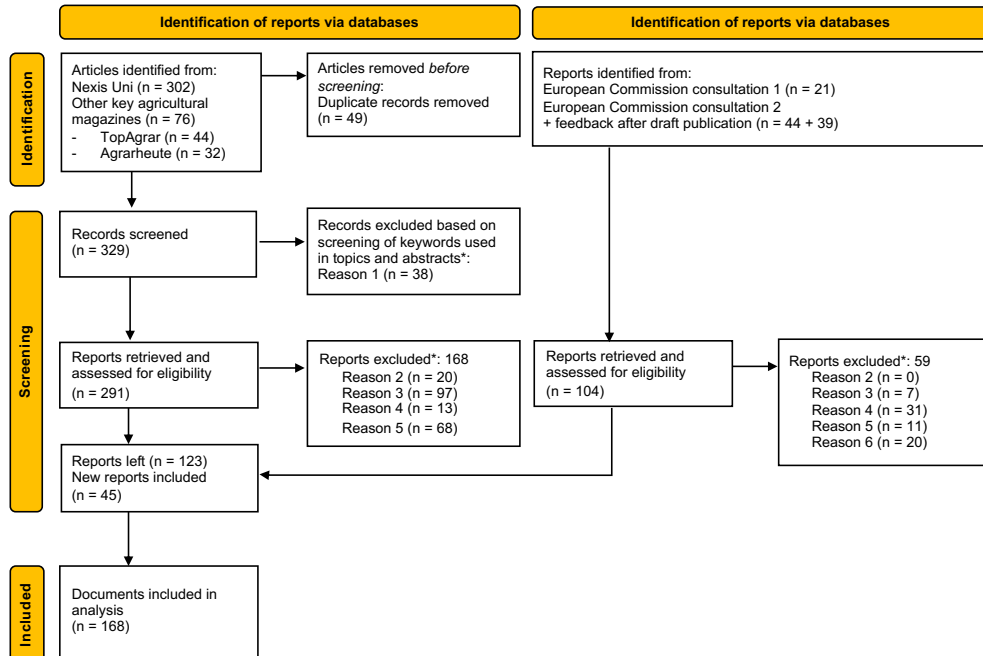 Identification of reports via databases
Identification of reports via databases
Identification
Articles identified from:
Nexis Uni (n = 302)
Other key agricultural
magazines (n = 76)
- TopAgrar (n = 44)
- Agrarheute (n = 32)
Articles removed before
screening:
Duplicate records removed
(n = 49)
Reports identified from:
European Commission consultation 1 (n = 21)
European Commission consultation 2
+ feedback after draft publication (n = 44 + 39)
Screening
Records screened
(n = 329)
Records excluded based on
screening of keywords used
in topics and abstracts*:
Reason 1 (n = 38)
Reports retrieved and
assessed for eligibility
(n = 291)
Reports excluded*: 168
Reason 2 (n = 20)
Reason 3 (n = 97)
Reason 4 (n = 13)
Reason 5 (n = 68)
Reports retrieved and
assessed for eligibility
(n = 104)
Reports excluded*: 59
Reason 2 (n = 0)
Reason 3 (n = 7)
Reason 4 (n = 31)
Reason 5 (n = 11)
Reason 6 (n = 20)
Reports left (n = 123)
New reports included
(n = 45)
Included
Documents included in
analysis
(n = 168)